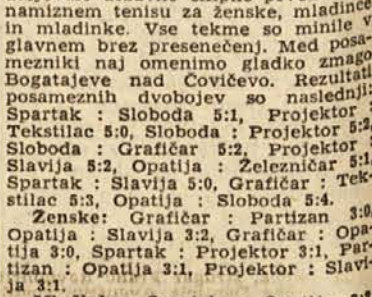 namiznem tenisu za ženske, mladince
in mladinke. Vse tekme so minile v
glavnem brez presenečenj. Med posa-
mezniki naj omenimo gladko zmago
Bogatajeve nad Čovičevo. Rezultati
posameznih dvobojev so naslednji:
Spartak : Sloboda 5:1, Projektor :
Tekstilac 5:0, Sloboda : Projektor 5:2,
Sloboda : Grafičar 5:2, Projektor :
Slavija 5:2, Opatija : Železničar 5:1,
Spartak : Slavija 5:0, Grafičar : Tek-
stilac 5:3, Opatija : Sloboda 5:4.
Ženske: Grafičar : Partizan 3:0,
Opatija : Slavija 3:2, Grafičar : Opa-
tija 3:0, Spartak : Projektor 3:1, Par-
tizan : Opatija 3:1, Projektor : Slavi-
ja 3:1.